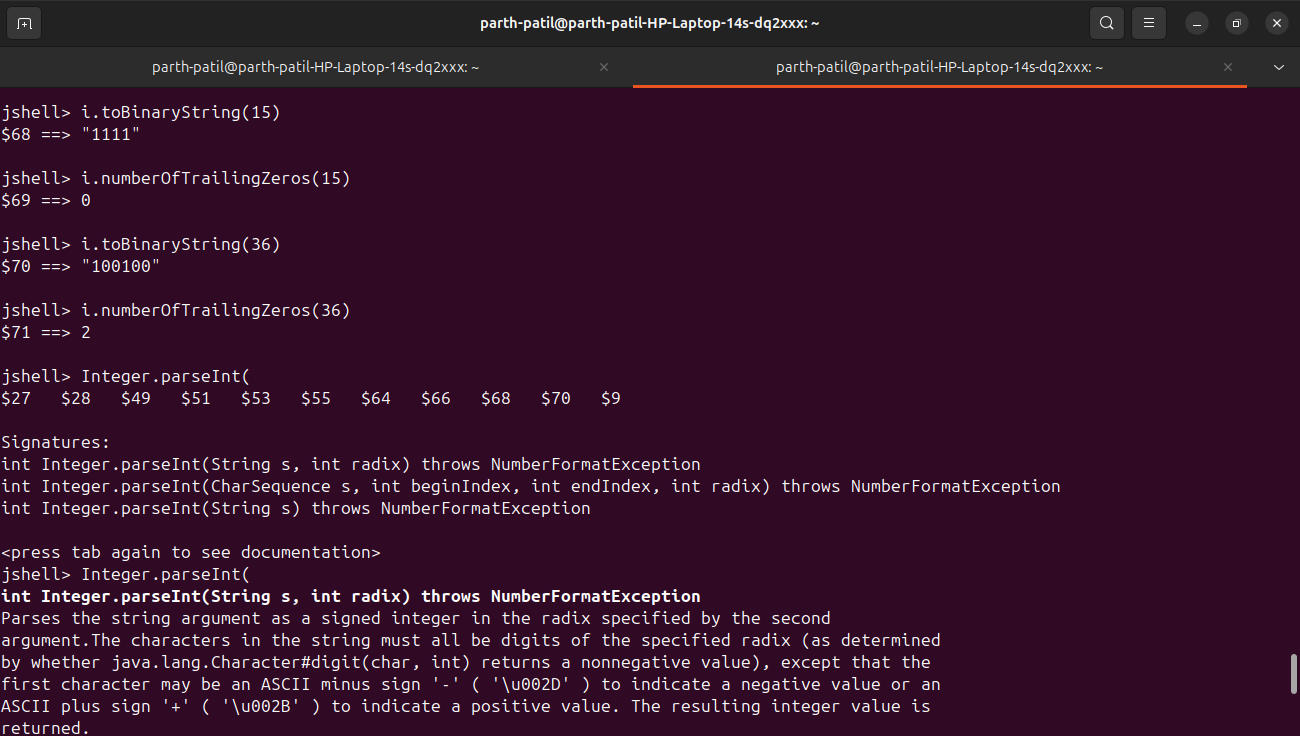 parth-patil@parth-patil-HP-Laptop-14s-dq2xxx: ~
parth-patil@parth-patil-HP-Laptop-14s-dq2xxx: ~
parth-patil@parth-patil-HP-Laptop-14s-dq2xxx: ~
jshell> i.toBinaryString(15)
$68 ==> "1111"
jshell> i.numberOfTrailingZeros(15)
$69 ==> 0
jshell> i.toBinaryString(36)
$70 ==> "100100"
jshell> i.numberOfTrailingZeros(36)
$71 ==> 2
jshell> Integer.parseInt(
$27   $28   $49   $51   $53   $55   $64   $66   $68   $70   $9
Signatures:
int Integer.parseInt(String s, int radix) throws NumberFormatException
int Integer.parseInt(CharSequence s, int beginIndex, int endIndex, int radix) throws NumberFormatException
int Integer.parseInt(String s) throws NumberFormatException
<press tab again to see documentation>
jshell> Integer.parseInt(
int Integer.parseInt(String s, int radix) throws NumberFormatException
Parses the string argument as a signed integer in the radix specified by the second
argument.The characters in the string must all be digits of the specified radix (as determined
by whether java.lang.Character#digit(char, int) returns a nonnegative value), except that the
first character may be an ASCII minus sign '-' ( '\u002D' ) to indicate a negative value or an
ASCII plus sign '+' ( '\u002B' ) to indicate a positive value. The resulting integer value is
returned.